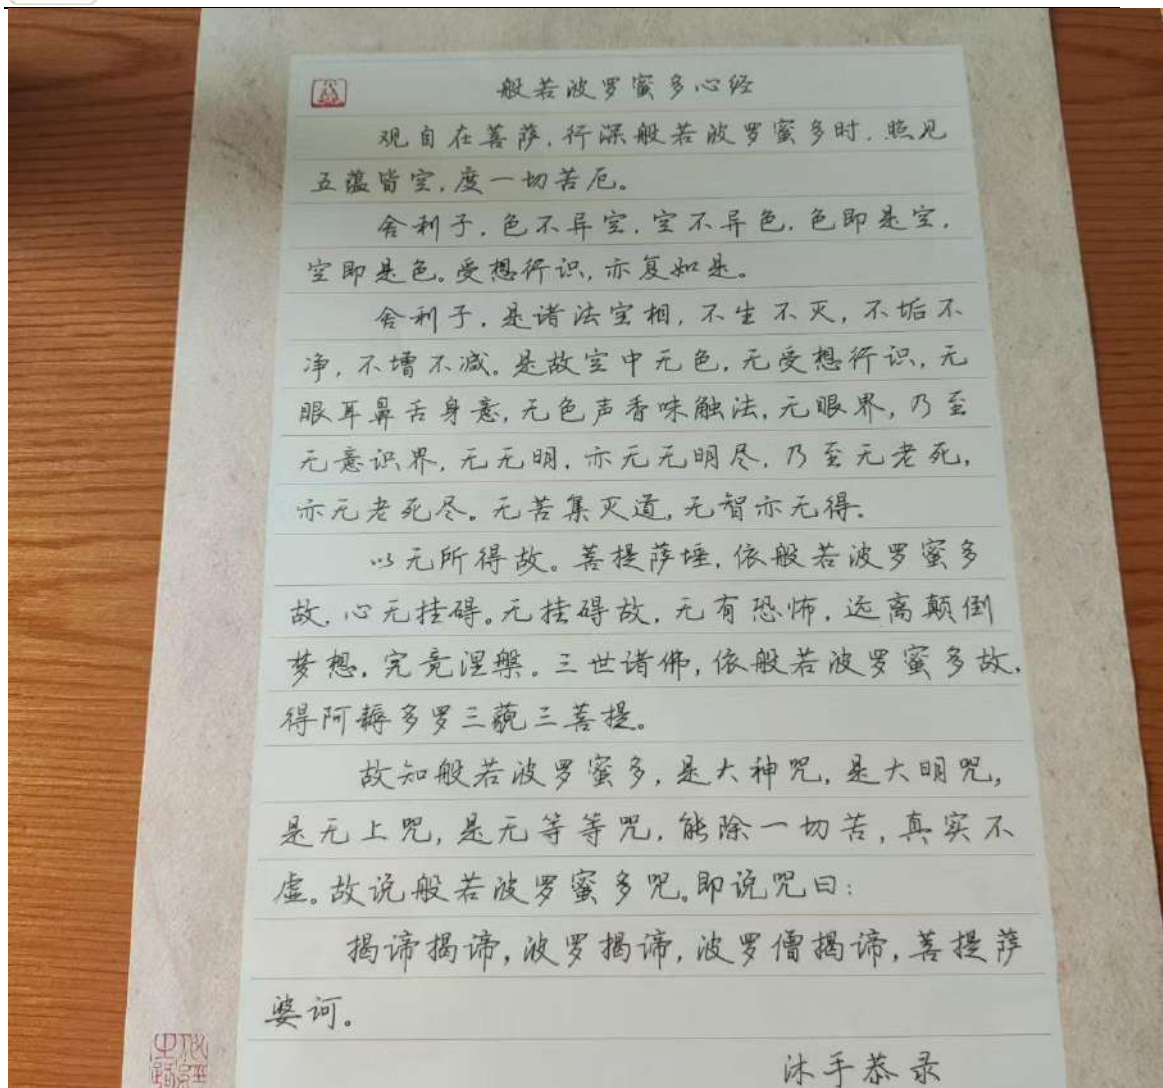 般若波罗蜜多心经
观自在菩萨，行深般若波罗蜜多时，照见
五蕴皆空，度一切苦厄。
舍利子，色不异空，空不异色，色即是空，
空即是色。受想行识，亦复如是。
舍利子，是诸法空相，不生不灭，不垢不
净，不增不减。是故空中无色，无受想行识，无
眼耳鼻舌身意，无色声香味触法，无眼界，乃至
无意识界，无无明，亦无无明尽，乃至无老死，
亦无老死尽。无苦集灭道，无智亦无得。
以无所得故。菩提萨埵，依般若波罗蜜多
故，心无挂碍。无挂碍故，无有恐怖，远离颠倒
梦想，究竟涅槃。三世诸佛，依般若波罗蜜多故，
得阿耨多罗三藐三菩提。
故知般若波罗蜜多，是大神咒，是大明咒，
是无上咒，是无等等咒，能除一切苦，真实不
虚。故说般若波罗蜜多咒。即说咒曰：
揭谛揭谛，波罗揭谛，波罗僧揭谛，菩提萨
婆诃。
沐手恭录